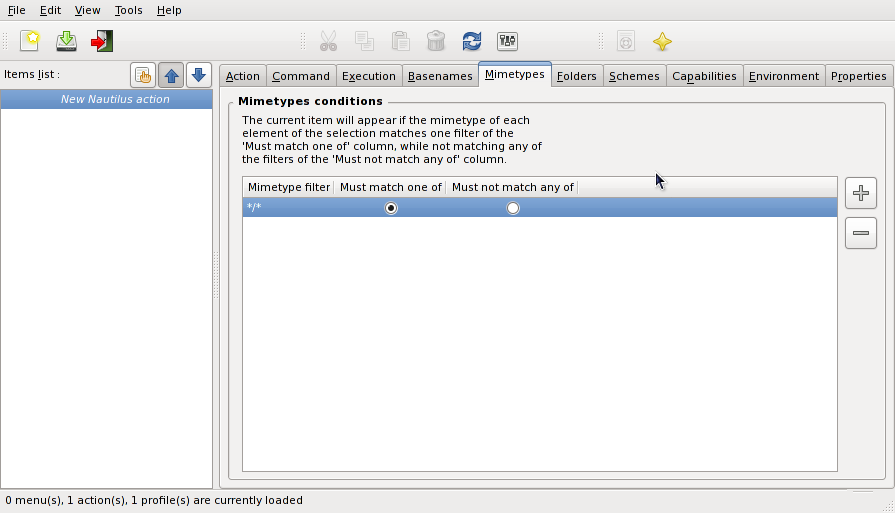 File Edit View Tools Help
Items list :
Action Command Execution Basenames Mimetypes Folders Schemes Capabilities Environment Properties
New Nautilus action
Mimetypes conditions
The current item will appear if the mimetype of each
element of the selection matches one filter of the
'Must match one of' column, while not matching any of
the filters of the 'Must not match any of' column.
Mimetype filter Must match one of Must not match any of
*/*
0 menu(s), 1 action(s), 1 profile(s) are currently loaded